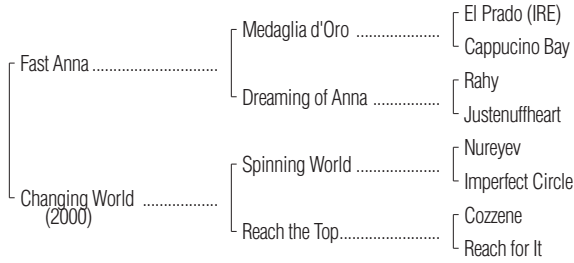 El Prado (IRE)
Medaglia d'Oro ..................
Cappucino Bay
Fast Anna ...........................
Rahy
Dreaming of Anna ................
Justenuffheart
Nureyev
Spinning World ..................
Imperfect Circle
Changing World ................
(2000)
Cozzene
Reach the Top.....................
Reach for It